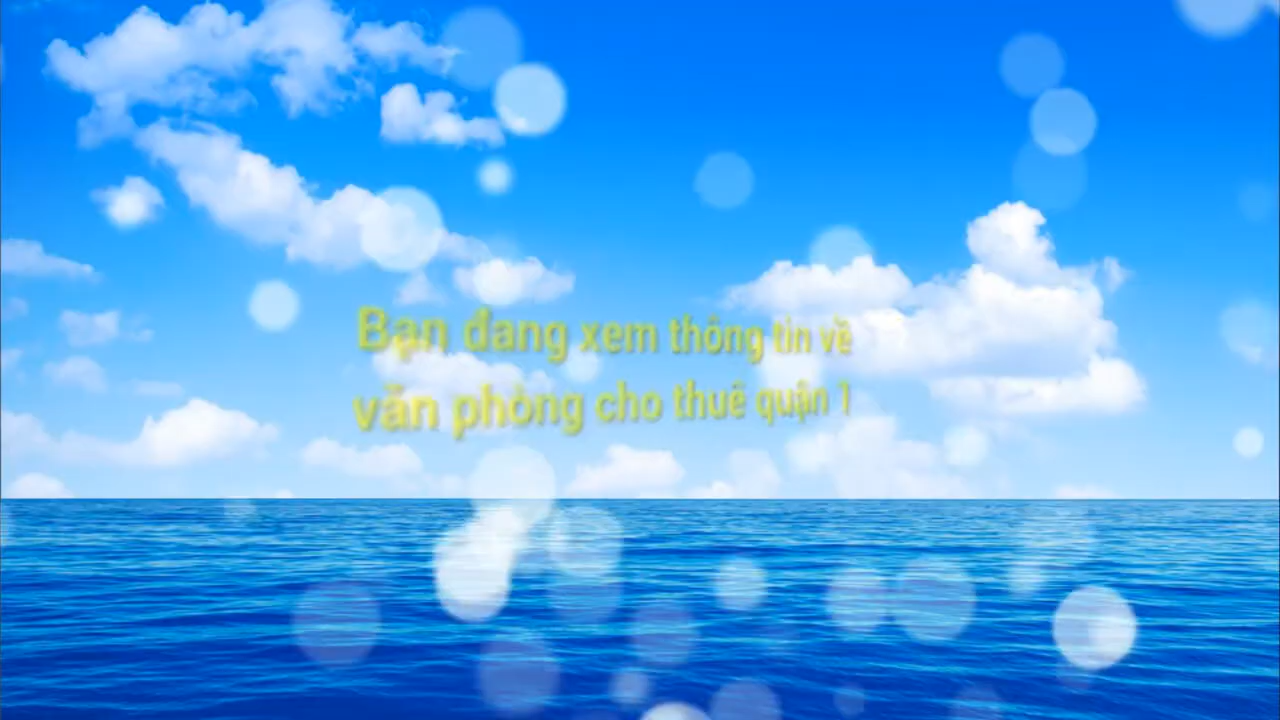 Bạn đang xem thông tin về
văn phòng cho thuê quận 1